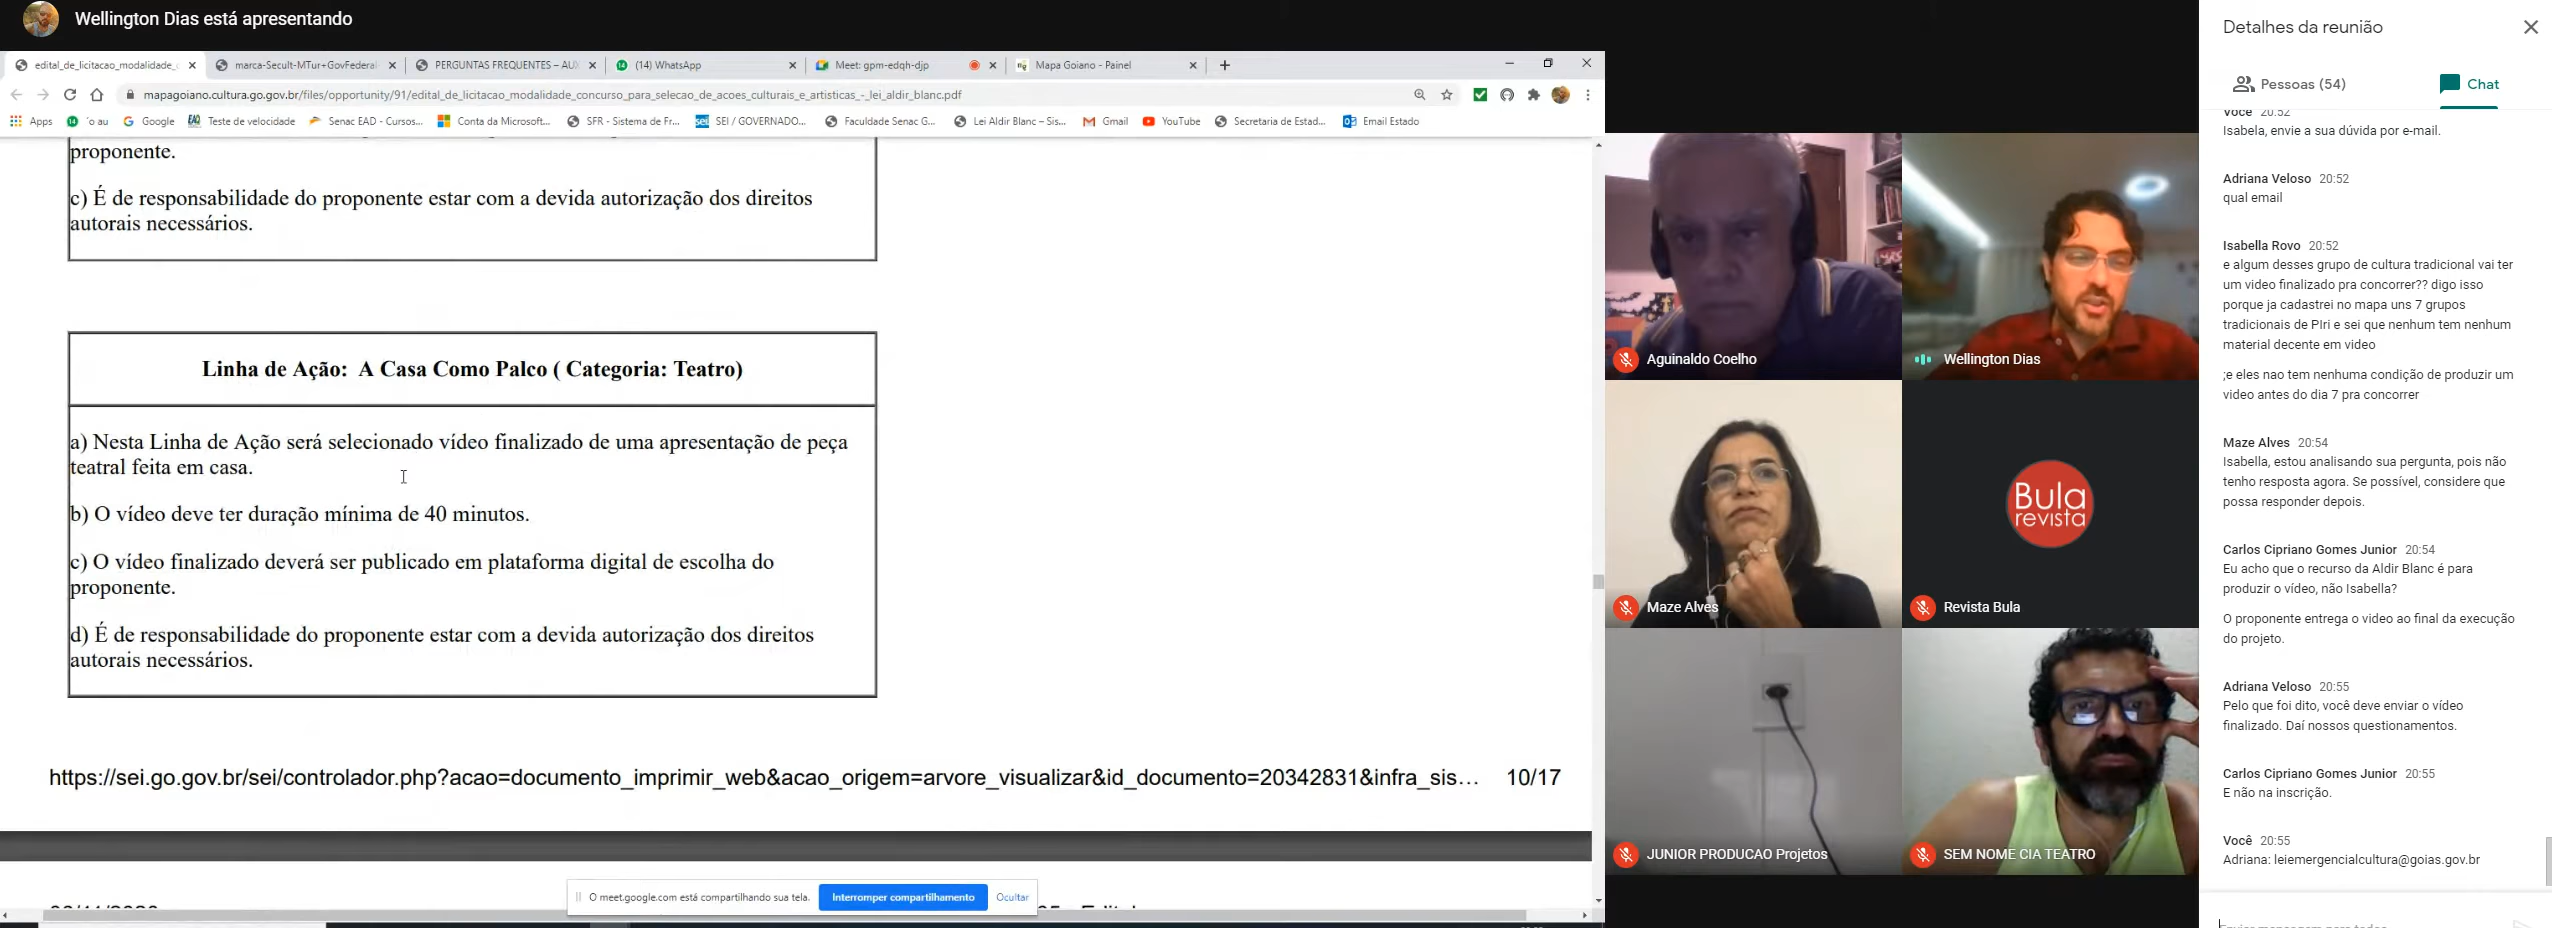 Wellington Dias está apresentando
edital_de_licitacao_modalidade_c
marca-Secult-MTur+GovFederal
PERGUNTAS FREQUENTES – AUX
(14) WhatsApp
Meet: gpm-edqh-djp
Mapa Goiano - Painel
mapagoiano.cultura.go.gov.br/files/opportunity/91/edital_de_licitacao_modalidade_concurso_para_selecao_de_acoes_culturais_e_artisticas_-_lei_aldir_blanc.pdf
Apps
´o au
Google
Teste de velocidade
Senac EAD - Cursos...
Conta da Microsoft...
SFR - Sistema de Fr...
SEI / GOVERNADO...
Faculdade Senac G...
Lei Aldir Blanc – Sis...
Gmail
YouTube
Secretaria de Estad...
Email Estado
proponente.
c) É de responsabilidade do proponente estar com a devida autorização dos direitos
autorais necessários.
Linha de Ação: A Casa Como Palco ( Categoria: Teatro)
a) Nesta Linha de Ação será selecionado vídeo finalizado de uma apresentação de peça
teatral feita em casa.
b) O vídeo deve ter duração mínima de 40 minutos.
c) O vídeo finalizado deverá ser publicado em plataforma digital de escolha do
proponente.
d) É de responsabilidade do proponente estar com a devida autorização dos direitos
autorais necessários.
https://sei.go.gov.br/sei/controlador.php?acao=documento_imprimir_web&acao_origem=arvore_visualizar&id_documento=20342831&infra_sis… 10/17
O meet.google.com está compartilhando sua tela.
Interromper compartilhamento
Ocultar
Aguinaldo Coelho
Wellington Dias
Maze Alves
Bula
revista
Revista Bula
JUNIOR PRODUCAO Projetos
SEM NOME CIA TEATRO
Detalhes da reunião
Pessoas (54)
Chat
Você 20:52
Isabela, envie a sua dúvida por e-mail.
Adriana Veloso 20:52
qual email
Isabella Rovo 20:52
e algum desses grupo de cultura tradicional vai ter
um video finalizado pra concorrer?? digo isso
porque ja cadastrei no mapa uns 7 grupos
tradicionais de PIri e sei que nenhum tem nenhum
material decente em video
;e eles nao tem nenhuma condição de produzir um
video antes do dia 7 pra concorrer
Maze Alves 20:54
Isabella, estou analisando sua pergunta, pois não
tenho resposta agora. Se possível, considere que
possa responder depois.
Carlos Cipriano Gomes Junior 20:54
Eu acho que o recurso da Aldir Blanc é para
produzir o vídeo, não Isabella?
O proponente entrega o video ao final da execução
do projeto.
Adriana Veloso 20:55
Pelo que foi dito, você deve enviar o vídeo
finalizado. Daí nossos questionamentos.
Carlos Cipriano Gomes Junior 20:55
E não na inscrição.
Você 20:55
Adriana: leiemergencialcultura@goias.gov.br